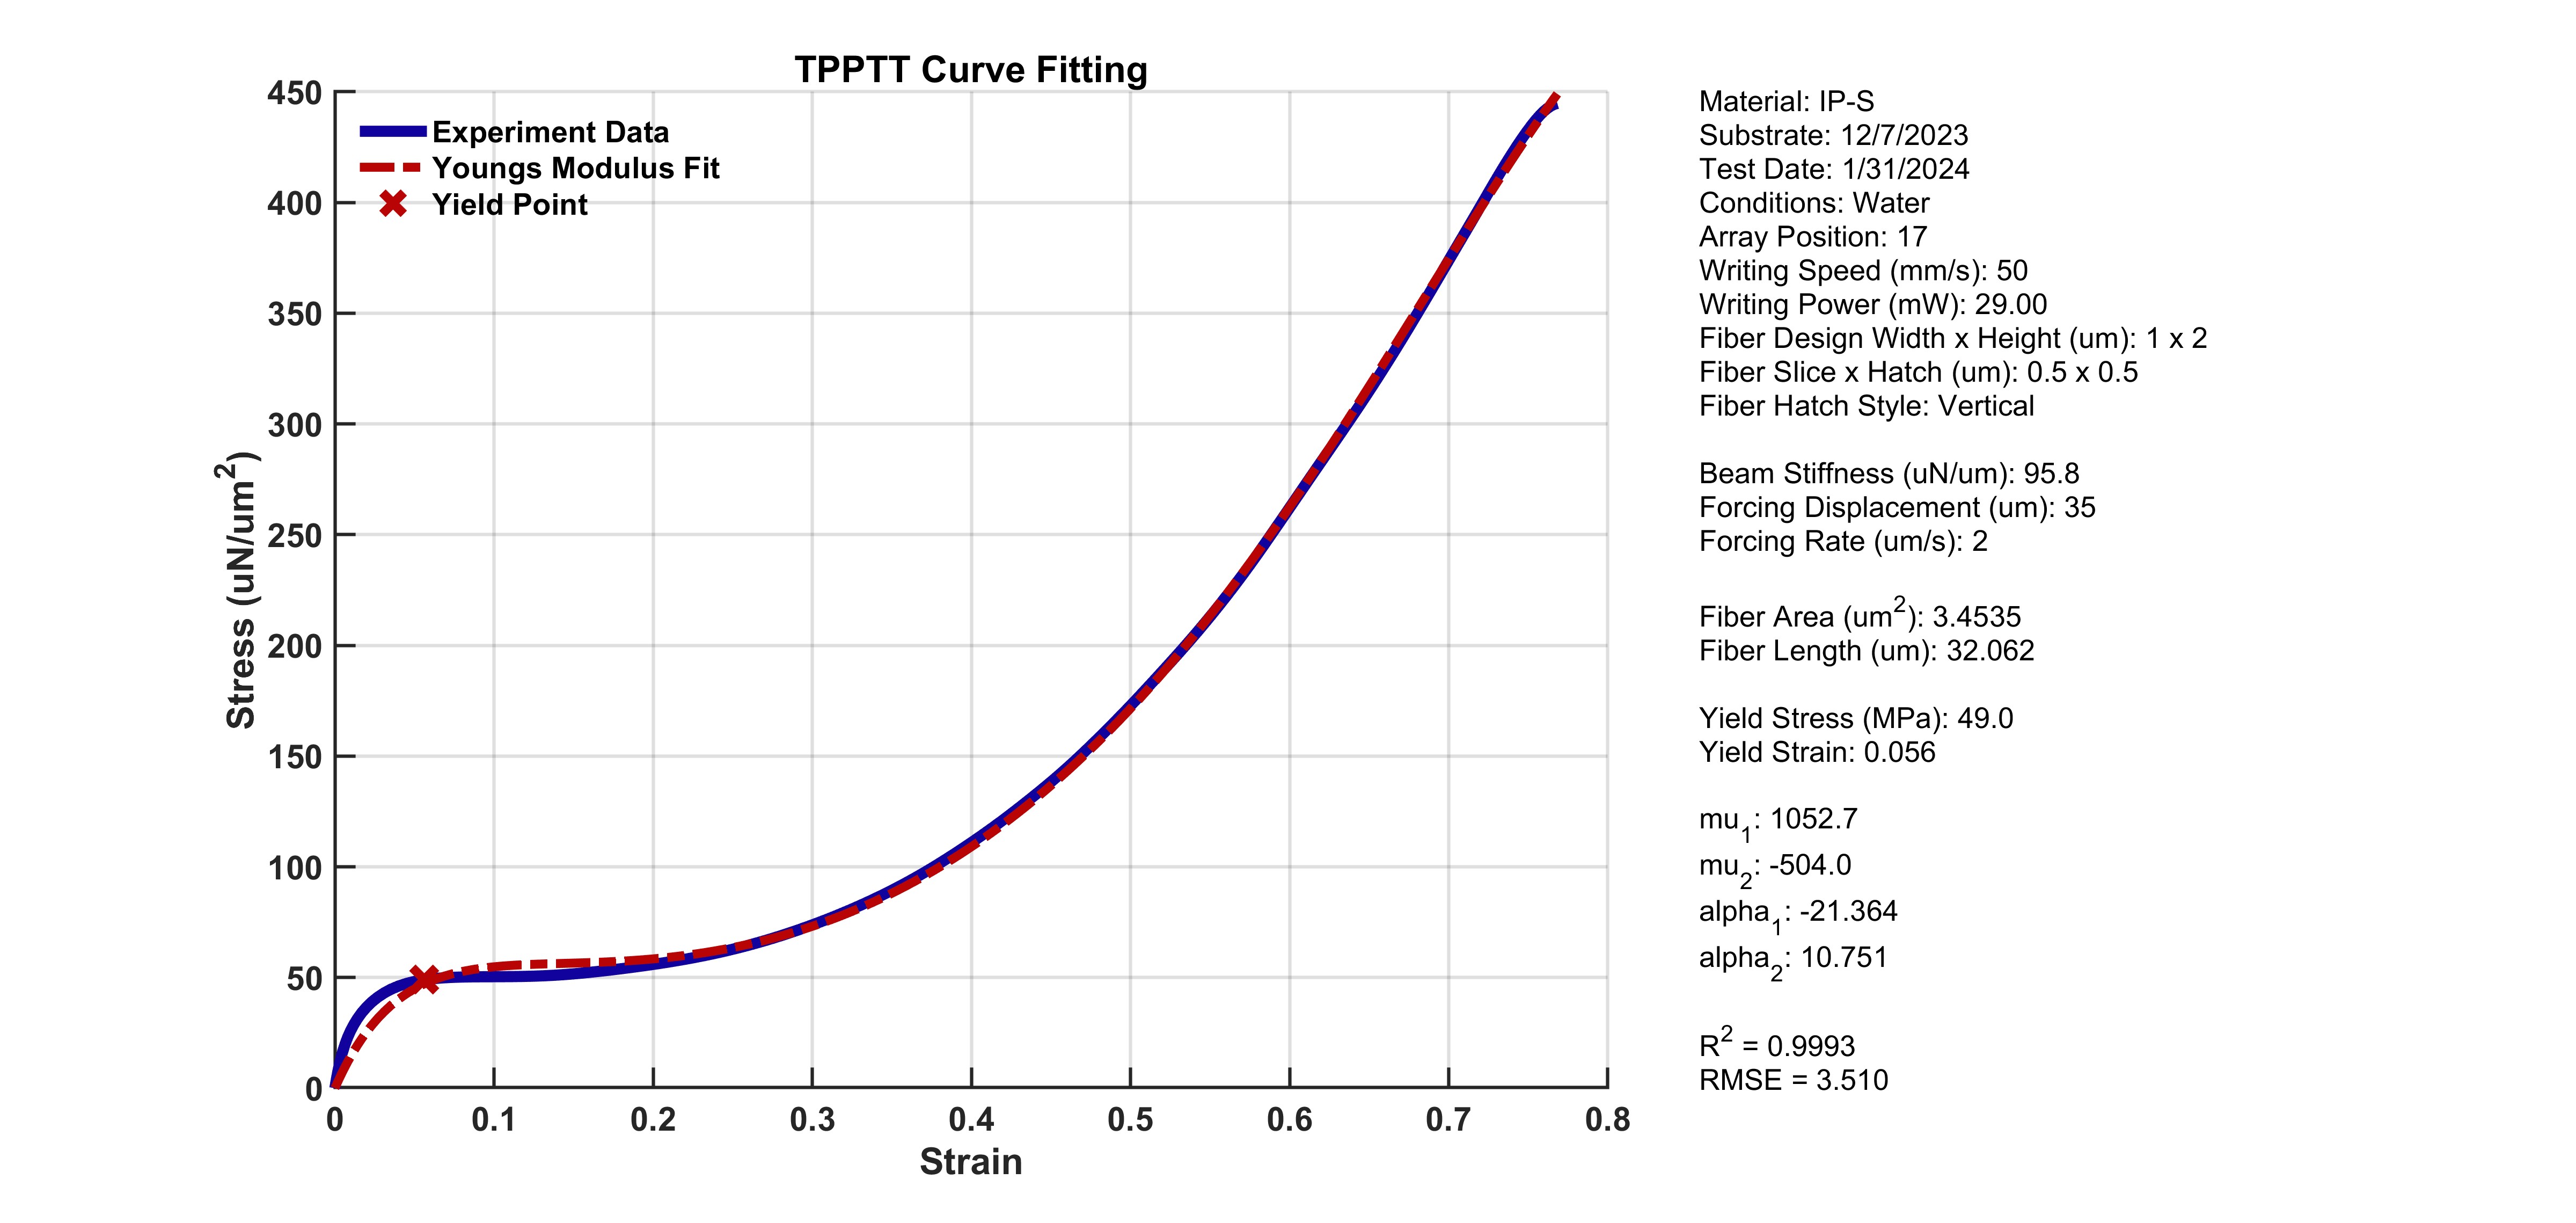 TPPTT Curve Fitting
Experiment Data
Youngs Modulus Fit
Yield Point
450
400
350
300
250
200
150
100
50
0
Stress (uN/um²)
0 0.1 0.2 0.3 0.4 0.5 0.6 0.7 0.8
Strain
Material: IP-S
Substrate: 12/7/2023
Test Date: 1/31/2024
Conditions: Water
Array Position: 17
Writing Speed (mm/s): 50
Writing Power (mW): 29.00
Fiber Design Width x Height (um): 1 x 2
Fiber Slice x Hatch (um): 0.5 x 0.5
Fiber Hatch Style: Vertical
Beam Stiffness (uN/um): 95.8
Forcing Displacement (um): 35
Forcing Rate (um/s): 2
Fiber Area (um²): 3.4535
Fiber Length (um): 32.062
Yield Stress (MPa): 49.0
Yield Strain: 0.056
mu₁: 1052.7
mu₂: -504.0
alpha₁: -21.364
alpha₂: 10.751
R² = 0.9993
RMSE = 3.510